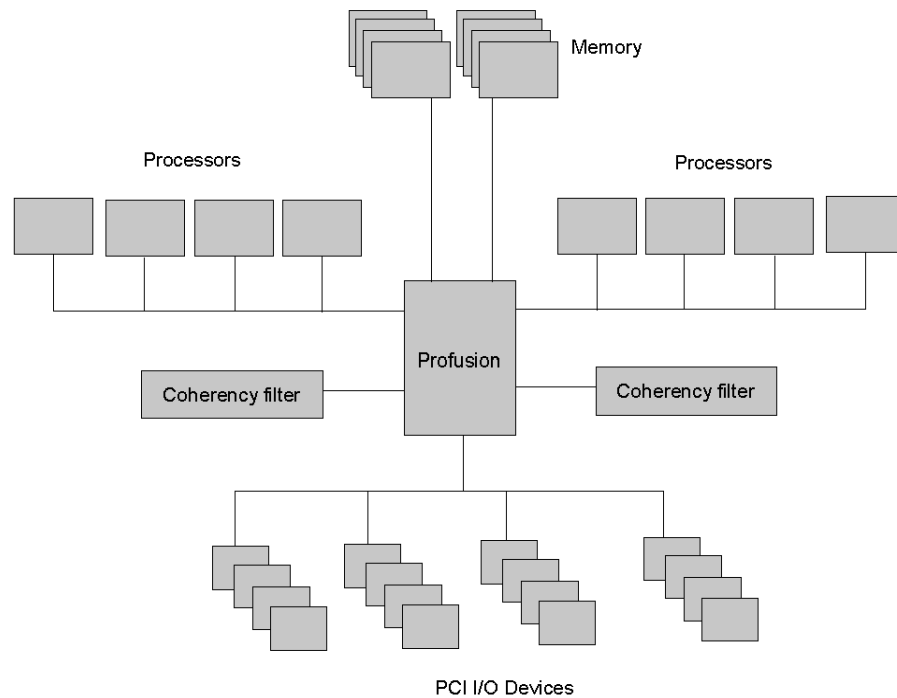 Memory
Processors
Processors
Profusion
Coherency filter
Coherency filter
PCI I/O Devices